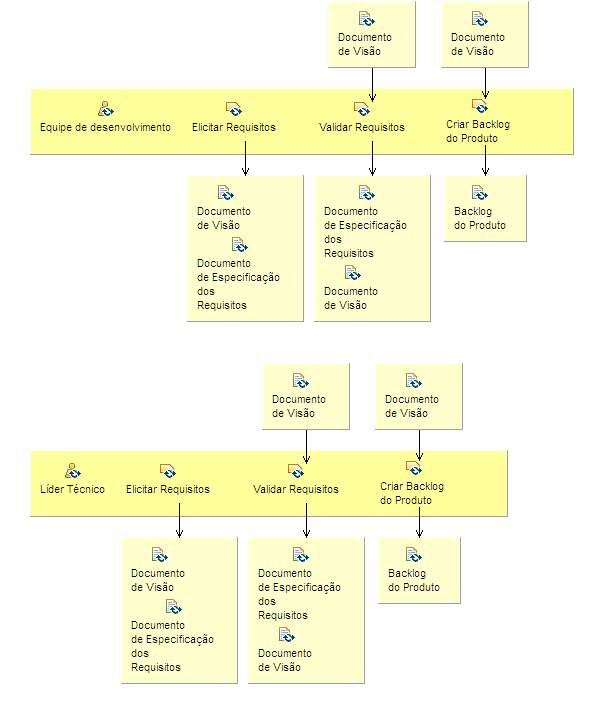 Documento
de Visão
Documento
de Visão
Equipe de desenvolvimento
Elicitar Requisitos
Validar Requisitos
Criar Backlog
do Produto
Documento
de Visão
Documento
de Especificação
dos
Requisitos
Documento
de Especificação
dos
Requisitos
Documento
de Visão
Backlog
do Produto
Documento
de Visão
Documento
de Visão
Líder Técnico
Elicitar Requisitos
Validar Requisitos
Criar Backlog
do Produto
Documento
de Visão
Documento
de Especificação
dos
Requisitos
Documento
de Especificação
dos
Requisitos
Documento
de Visão
Backlog
do Produto